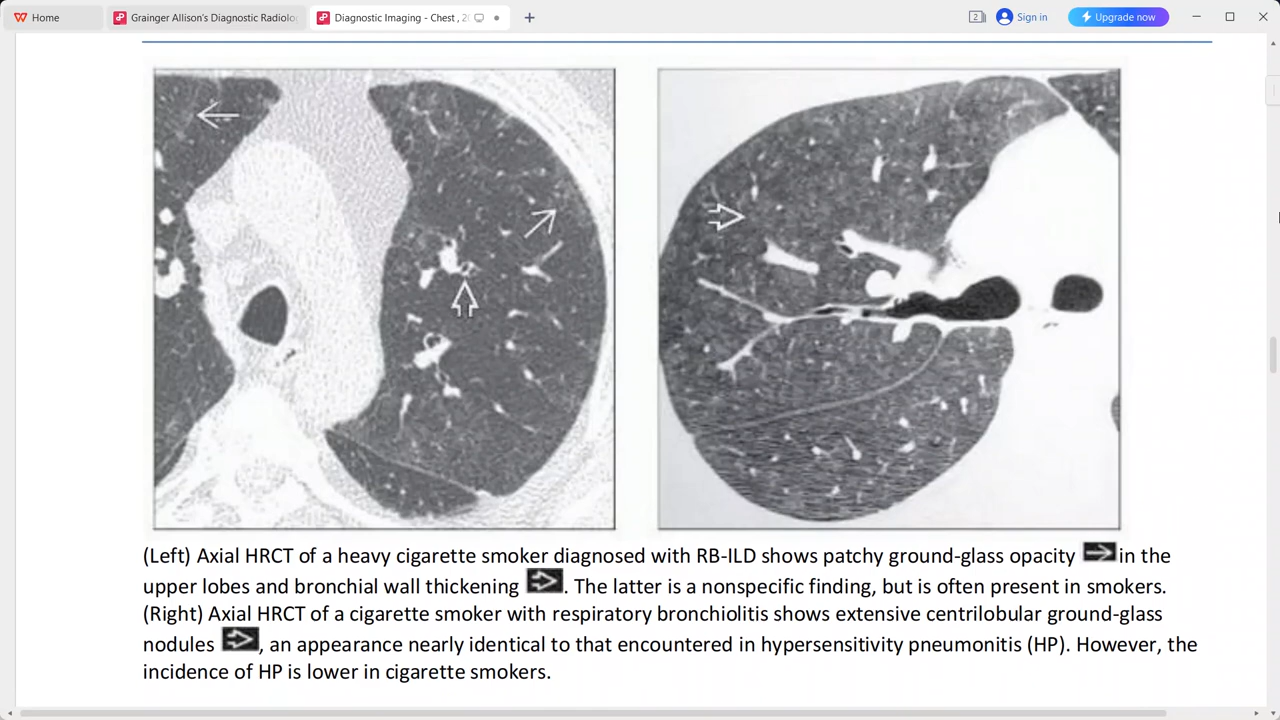 Home
Grainger Allison's Diagnostic Radiolo
Diagnostic Imaging - Chest , 2
2
Sign in
Upgrade now
(Left) Axial HRCT of a heavy cigarette smoker diagnosed with RB-ILD shows patchy ground-glass opacity in the
upper lobes and bronchial wall thickening . The latter is a nonspecific finding, but is often present in smokers.
(Right) Axial HRCT of a cigarette smoker with respiratory bronchiolitis shows extensive centrilobular ground-glass
nodules , an appearance nearly identical to that encountered in hypersensitivity pneumonitis (HP). However, the
incidence of HP is lower in cigarette smokers.